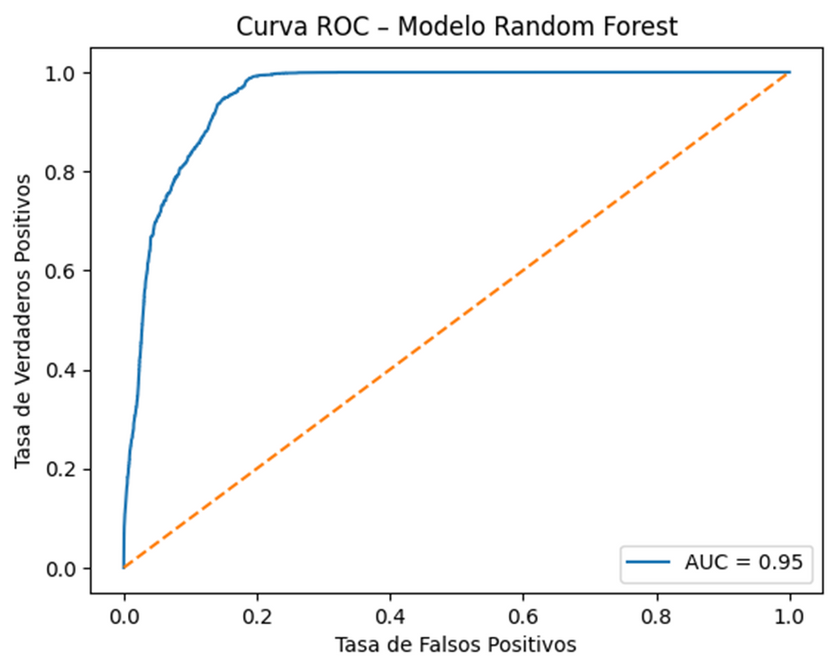 Curva ROC – Modelo Random Forest
Tasa de Verdaderos Positivos
1.0
0.8
0.6
0.4
0.2
0.0
AUC = 0.95
0.0 0.2 0.4 0.6 0.8 1.0
Tasa de Falsos Positivos